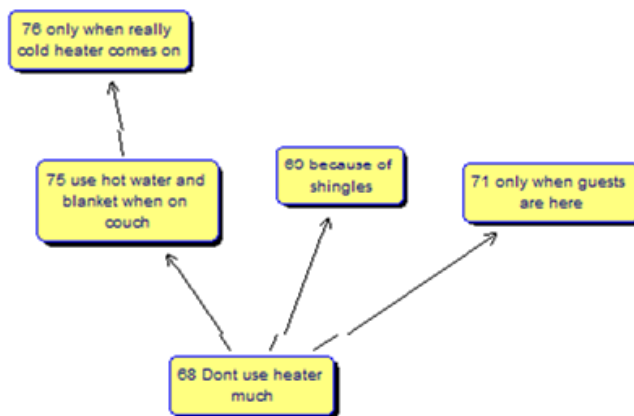 76 only when really
cold heater comes on
75 use hot water and
blanket when on
couch
69 because of
shingles
71 only when guests
are here
68 Dont use heater
much